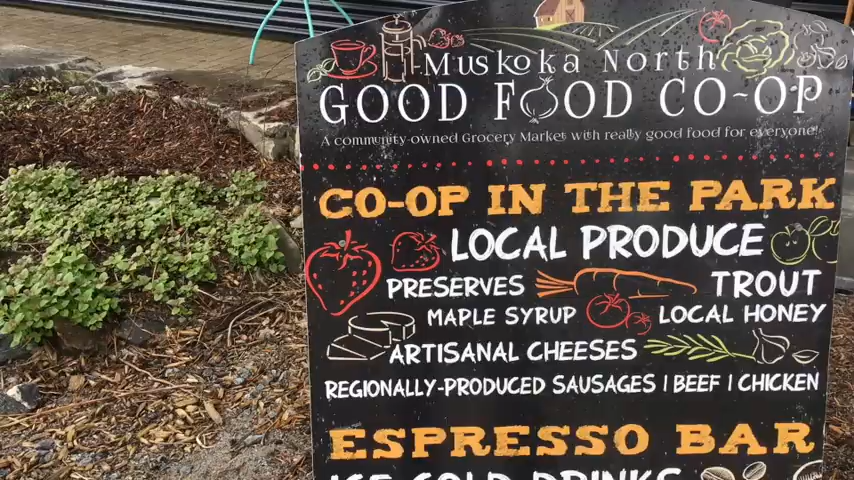 Muskoka North
GOOD FOOD CO-OP
A community-owned Grocery Market with really good food for everyone!
CO-OP IN THE PARK
LOCAL PRODUCE
PRESERVES TROUT
MAPLE SYRUP LOCAL HONEY
ARTISANAL CHEESES
REGIONALLY-PRODUCED SAUSAGES | BEEF | CHICKEN
ESPRESSO BAR
ICE COLD DRINKS